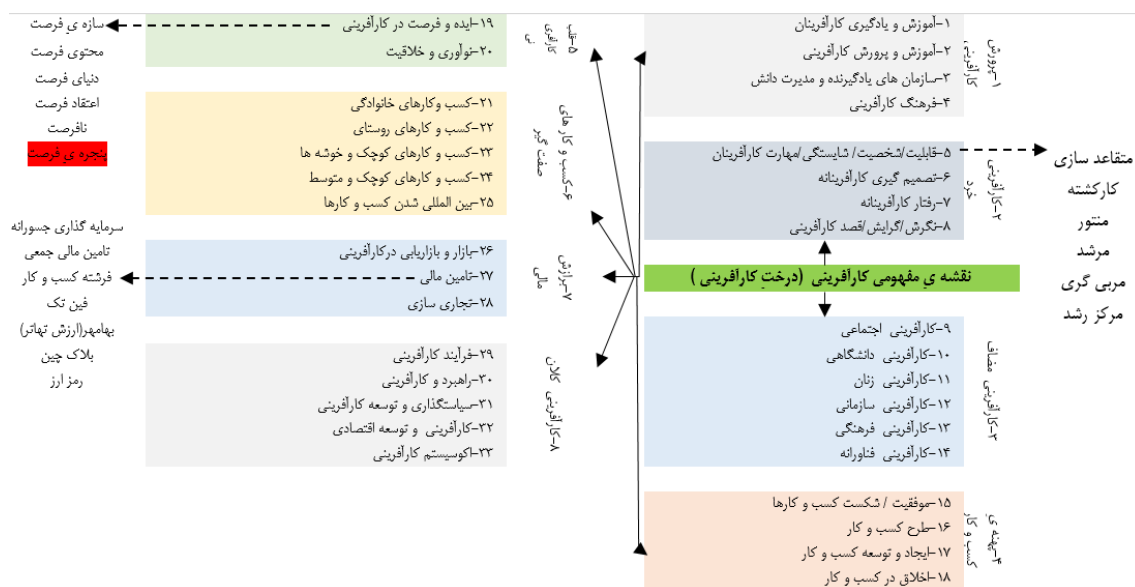 ۱-پرورش کارآفرینی
۱-آموزش و یادگیری کارآفرینان
۲-آموزش و پرورش کارآفرینی
۳-سازمان های یادگیرنده و مدیرت دانش
۴-فرهنگ کارآفرینی
۲-کارآفرینی خرد
۵-قابلیت/شخصیت/ شایستگی/مهارت کارآفرینان
۶-تصمیم گیری کارآفرینانه
۷-رفتار کارآفرینانه
۸-نگرش/گرایش/قصد کارآفرینی
متقاعد سازی
کارکشته
منتور
مرشد
مربی گری
مرکز رشد
نقشه یِ مفهومی کارآفرینی (درختِ کارآفرینی )
۳-کارآفرینی مضاف
۹-کارآفرینی اجتماعی
۱۰-کارآفرینی دانشگاهی
۱۱-کارآفرینی زنان
۱۲-کارآفرینی سازمانی
۱۳-کارآفرینی فرهنگی
۱۴-کارآفرینی فناورانه
۴-پهنه یِ
کسب و کار
۱۵-موفقیت / شکست کسب و کارها
۱۶-طرح کسب و کار
۱۷-ایجاد و توسعه کسب و کار
۱۸-اخلاق در کسب و کار
۵-قلب
کارآفری
نی
۱۹-ایده و فرصت در کارآفرینی
۲۰-نوآوری و خلاقیت
سازه یِ فرصت
محتوی فرصت
دنیای فرصت
اعتقاد فرصت
نافرصت
پنجره یِ فرصت
۶-کسب و کار های
صفت گیر
۲۱-کسب وکارهای خانوادگی
۲۲-کسب و کارهای روستای
۲۳-کسب و کارهای کوچک و خوشه ها
۲۴-کسب و کارهای کوچک و متوسط
۲۵-بین المللی شدن کسب و کارها
۷-برازش
مالی
۲۶-بازار و بازاریابی درکارآفرینی
۲۷-تامین مالی
۲۸-تجاری سازی
سرمایه گذاری جسورانه
تامین مالی جمعی
فرشته کسب و کار
فین تک
بهامهر(ارزش تهاتر)
بلاک چین
رمز ارز
۸-کارآفرینی کلان
۲۹-فرآیند کارآفرینی
۳۰-راهبرد و کارآفرینی
۳۱-سیاستگذاری و توسعه کارآفرینی
۳۲-کارآفرینی و توسعه اقتصادی
۳۳-اکوسیستم کارآفرینی